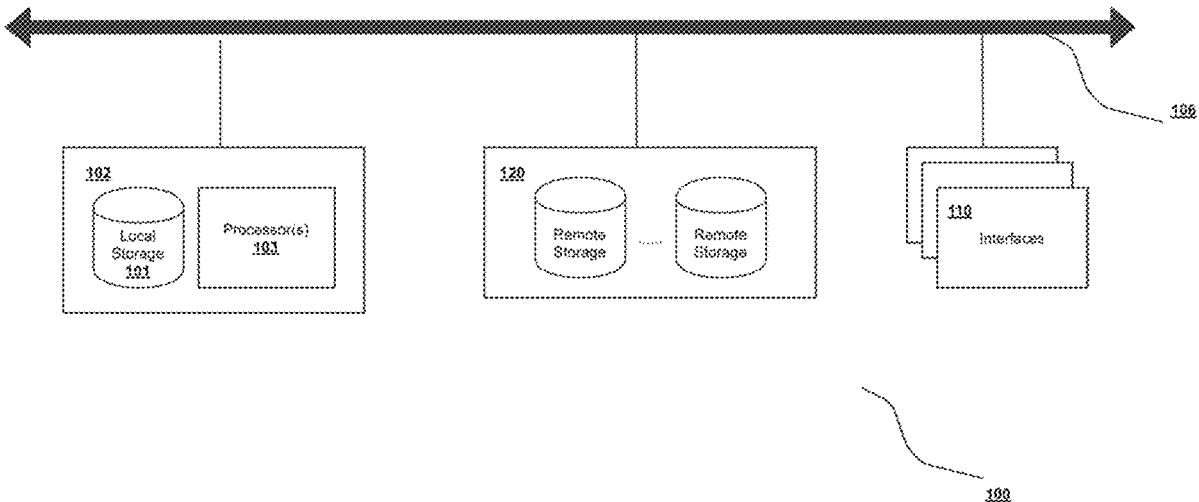 106
102
Local
Storage
101
Processor(s)
103
120
Remote
Storage
.....
Remote
Storage
110
Interfaces
100